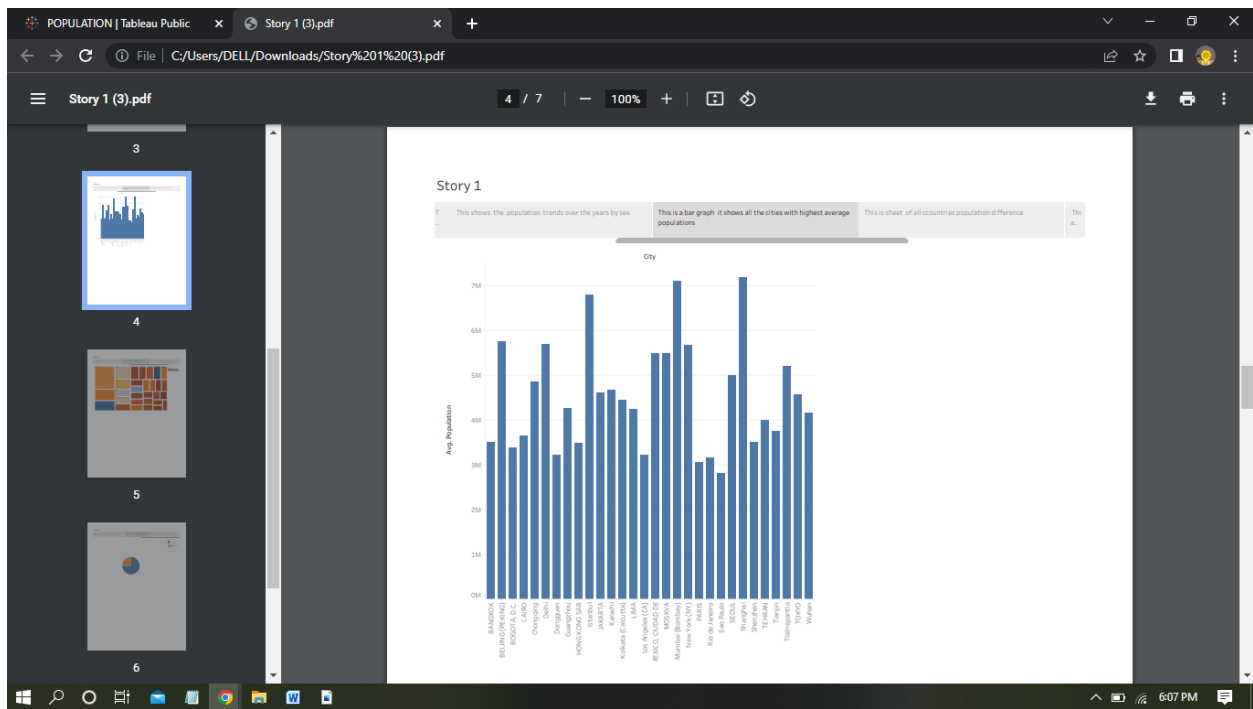 POPULATION | Tableau Public
Story 1 (3).pdf
File | C:/Users/DELL/Downloads/Story%201%20(3).pdf
Story 1 (3).pdf
4 / 7
100%
3
4
5
6
Story 1
This shows the population trends over the years by sex
This is a bar graph it shows all the cities with highest average
populations
This is sheet of all ccountries population difference
Thi
a..
City
7M
6M
5M
4M
3M
2M
1M
0M
Avg. Population
BANGKOK
BEIJING (PEKING)
BOGOTA, D.C.
CAIRO
Chongqing
Delhi
Dongguan
Guangzhou
HONG KONG SAR
Istanbul
JAKARTA
Karachi
Kolkata (Calcutta)
LIMA
Los Angeles (CA)
MEXICO, CIUDAD DE
MOSKVA
Mumbai (Bombay)
New York (NY)
PARIS
Rio de Janeiro
Sao Paulo
SEOUL
Shanghai
Shenzhen
TEHRAN
Tianjin
Tlalnepantla
TOKYO
Wuhan
6:07 PM